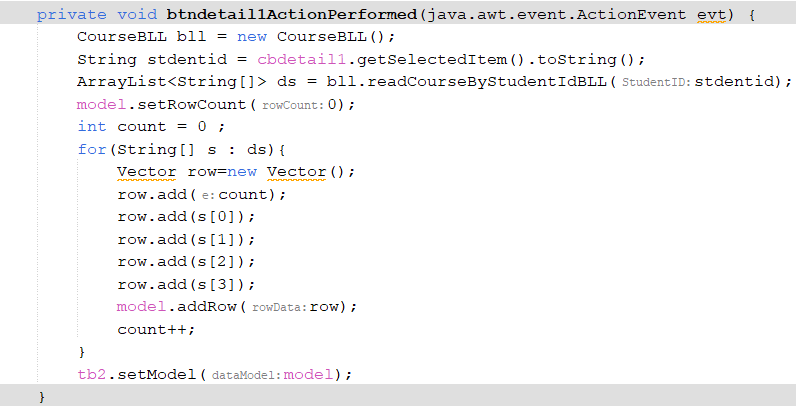 private void btndetail1ActionPerformed(java.awt.event.ActionEvent evt) {
CourseBLL bll = new CourseBLL();
String stdentid = cbdetail1.getSelectedItem().toString();
ArrayList<String[]> ds = bll.readCourseByStudentIdBLL( StudentID: stdentid);
model.setRowCount( rowCount: 0);
int count = 0 ;
for(String[] s : ds){
Vector row=new Vector();
row.add( e: count);
row.add(s[0]);
row.add(s[1]);
row.add(s[2]);
row.add(s[3]);
model.addRow( rowData: row);
count++;
}
tb2.setModel( dataModel: model);
}